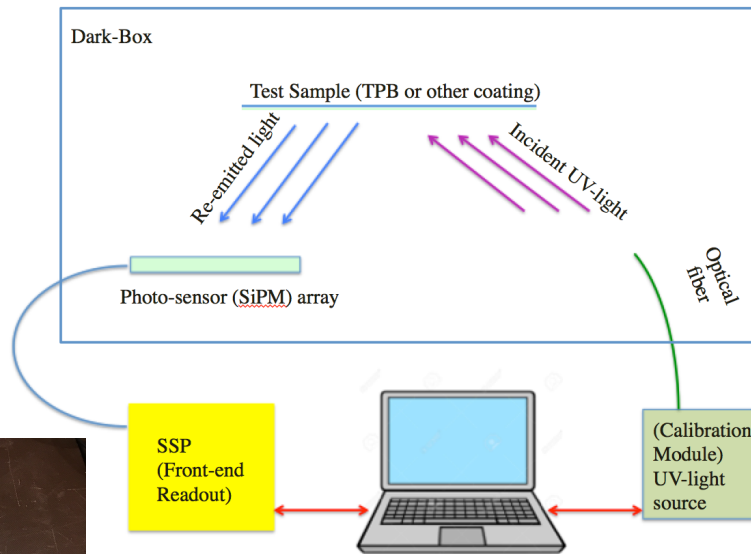 Dark-Box
Test Sample (TPB or other coating)
Re-emitted light
Incident UV-light
Optical
fiber
Photo-sensor (SiPM) array
SSP
(Front-end
Readout)
(Calibration
Module)
UV-light
source